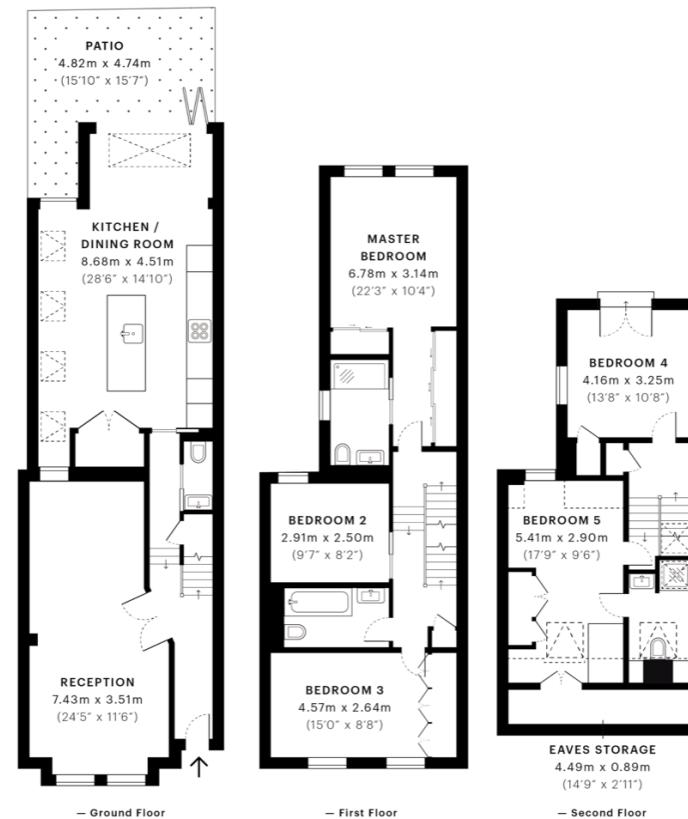 PATIO
4.82m x 4.74m
(15'10" x 15'7")
KITCHEN /
DINING ROOM
8.68m x 4.51m
(28'6" x 14'10")
RECEPTION
7.43m x 3.51m
(24'5" x 11'6")
— Ground Floor
MASTER
BEDROOM
6.78m x 3.14m
(22'3" x 10'4")
BEDROOM 2
2.91m x 2.50m
(9'7" x 8'2")
BEDROOM 3
4.57m x 2.64m
(15'0" x 8'8")
— First Floor
BEDROOM 4
4.16m x 3.25m
(13'8" x 10'8")
BEDROOM 5
5.41m x 2.90m
(17'9" x 9'6")
EAVES STORAGE
4.49m x 0.89m
(14'9" x 2'11")
— Second Floor